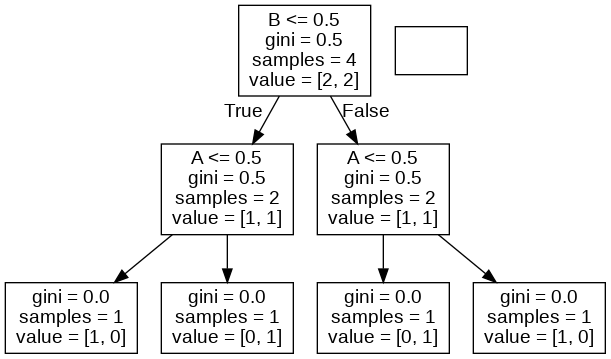 B <= 0.5
gini = 0.5
samples = 4
value = [2, 2]
True
False
A <= 0.5
gini = 0.5
samples = 2
value = [1, 1]
A <= 0.5
gini = 0.5
samples = 2
value = [1, 1]
gini = 0.0
samples = 1
value = [1, 0]
gini = 0.0
samples = 1
value = [0, 1]
gini = 0.0
samples = 1
value = [0, 1]
gini = 0.0
samples = 1
value = [1, 0]